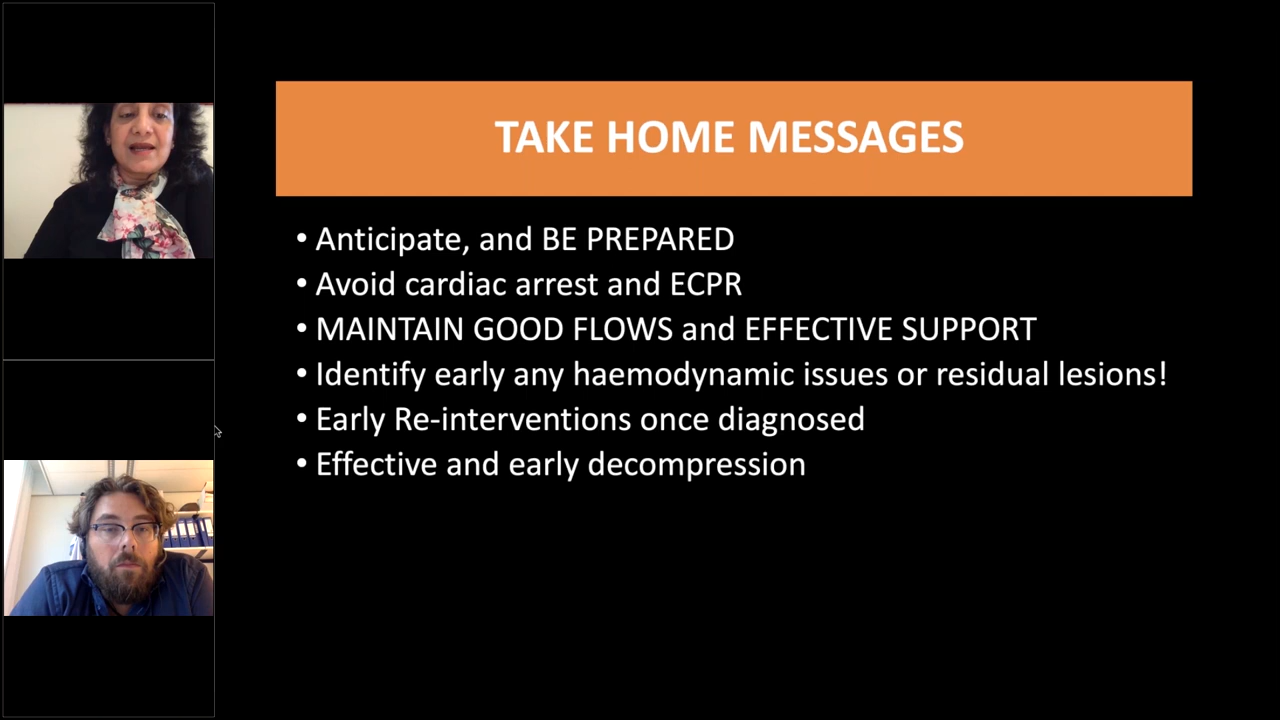 TAKE HOME MESSAGES
• Anticipate, and BE PREPARED
• Avoid cardiac arrest and ECPR
• MAINTAIN GOOD FLOWS and EFFECTIVE SUPPORT
• Identify early any haemodynamic issues or residual lesions!
• Early Re-interventions once diagnosed
• Effective and early decompression